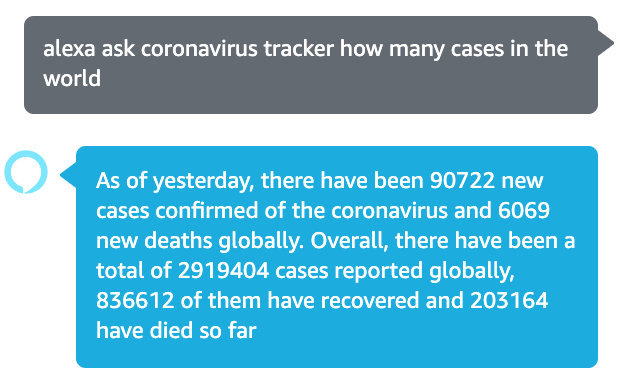 alexa ask coronavirus tracker how many cases in the
world
As of yesterday, there have been 90722 new
cases confirmed of the coronavirus and 6069
new deaths globally. Overall, there have been a
total of 2919404 cases reported globally,
836612 of them have recovered and 203164
have died so far